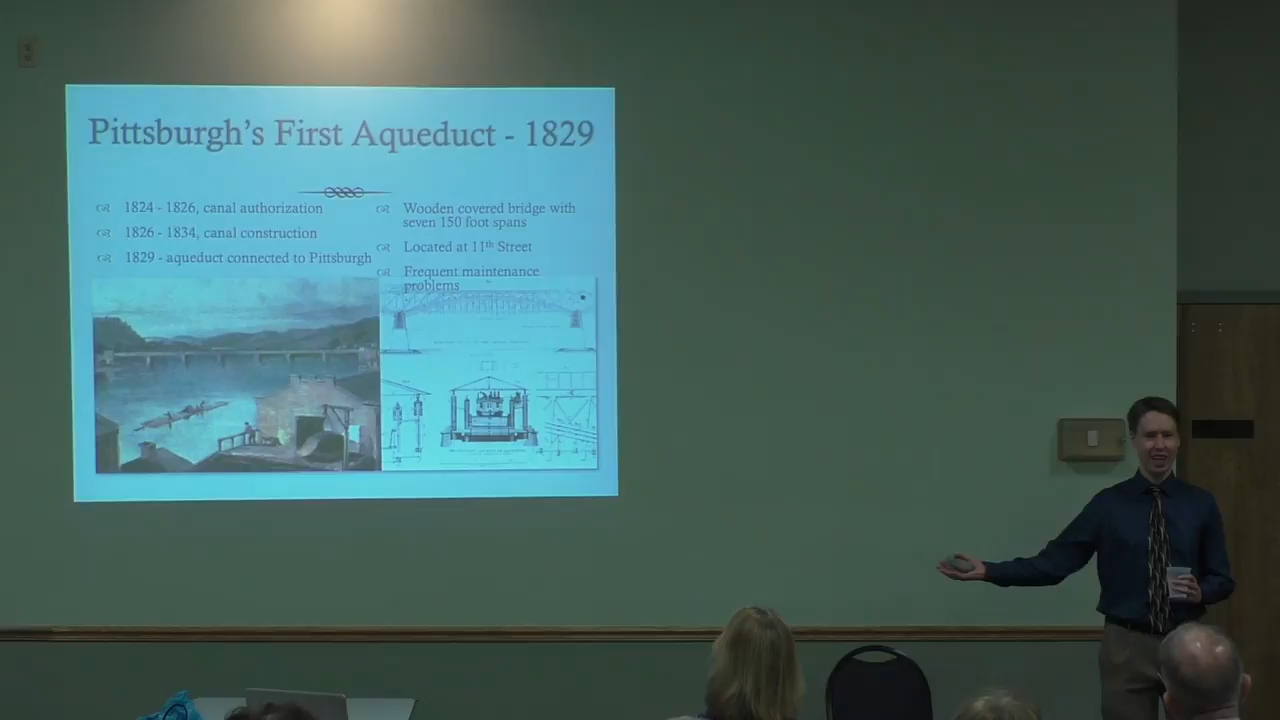 Pittsburgh's First Aqueduct - 1829
1824 - 1826, canal authorization
1826 - 1834, canal construction
1829 - aqueduct connected to Pittsburgh
Wooden covered bridge with
seven 150 foot spans
Located at 11th Street
Frequent maintenance
problems